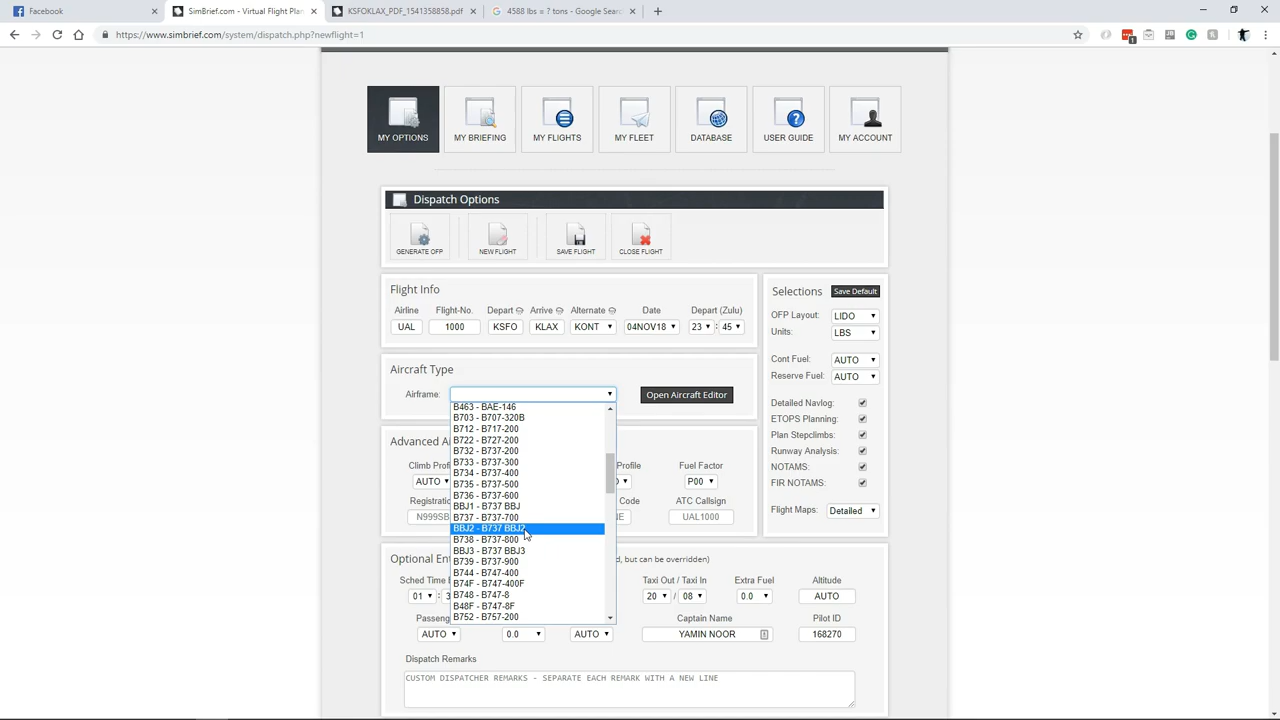 Facebook
SimBrief.com - Virtual Flight Plan
KSFOKLAX_PDF_1541358858.pdf
4588 lbs = ? tons - Google Search
https://www.simbrief.com/system/dispatch.php?newflight=1
MY OPTIONS
MY BRIEFING
MY FLIGHTS
MY FLEET
DATABASE
USER GUIDE
MY ACCOUNT
Dispatch Options
GENERATE OFP
NEW FLIGHT
SAVE FLIGHT
CLOSE FLIGHT
Flight Info
Airline Flight-No. Depart Arrive Alternate Date Depart (Zulu)
UAL 1000 KSFO KLAX KONT 04NOV18 23 : 45
Aircraft Type
Airframe: Open Aircraft Editor
B463 - BAE-146
B703 - B707-320B
B712 - B717-200
B722 - B727-200
B732 - B737-200
B733 - B737-300
B734 - B737-400
B735 - B737-500
B736 - B737-600
BBJ1 - B737 BBJ
B737 - B737-700
BBJ2 - B737 BBJ2
B738 - B737-800
BBJ3 - B737 BBJ3
B739 - B737-900
B744 - B747-400
B74F - B747-400F
B748 - B747-8
B48F - B747-8F
B752 - B757-200
Advanced Ai
Climb Prof
Profile
Fuel Factor
AUTO
P00
Registratio
Code
ATC Callsign
N999SB
NE
UAL1000
Optional Ent
d, but can be overridden)
Sched Time E
Taxi Out / Taxi In
Extra Fuel
Altitude
01 : 3
20 / 08
0.0
AUTO
Passeng
Captain Name
Pilot ID
AUTO
0.0
AUTO
YAMIN NOOR
168270
Dispatch Remarks
CUSTOM DISPATCHER REMARKS - SEPARATE EACH REMARK WITH A NEW LINE
Selections Save Default
OFP Layout: LIDO
Units: LBS
Cont Fuel: AUTO
Reserve Fuel: AUTO
Detailed Navlog:
ETOPS Planning:
Plan Stepclimbs:
Runway Analysis:
NOTAMS:
FIR NOTAMS:
Flight Maps: Detailed